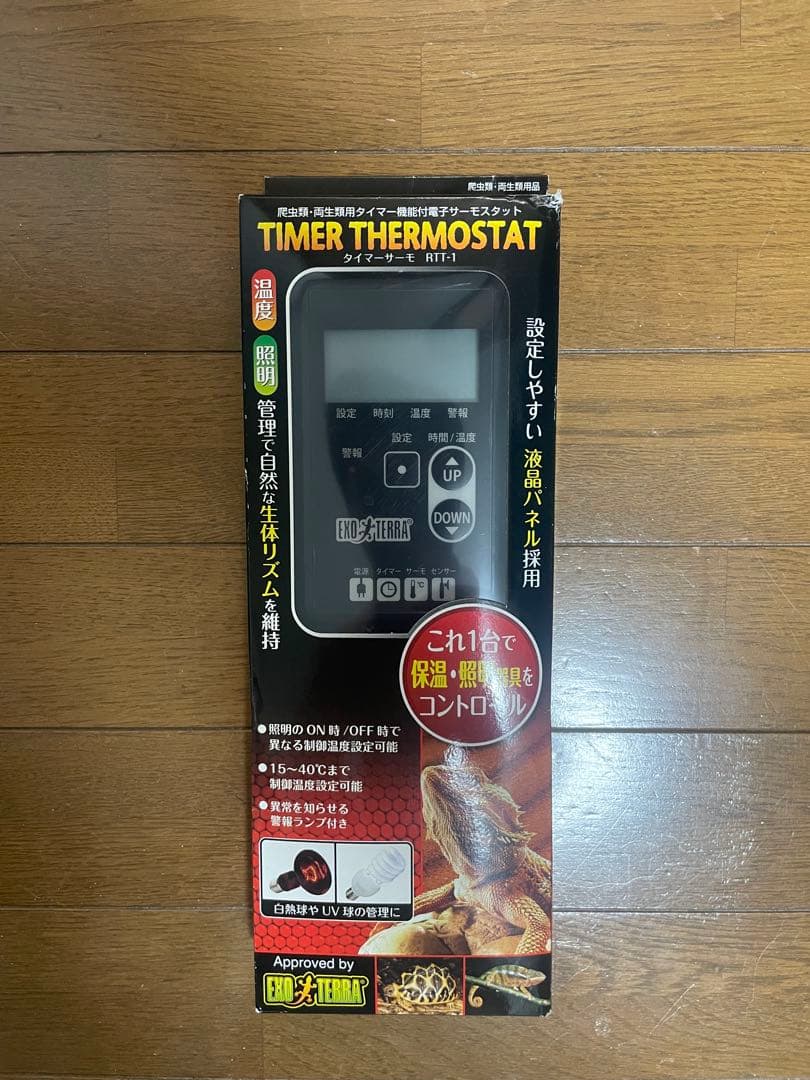 爬虫類・両生類用品
爬虫類・両生類用タイマー機能付電子サーモスタット
TIMER THERMOSTAT
タイマーサーモ RTT-1
温度
照明
管理で自然な生体リズムを維持
設定しやすい液晶パネル採用
設定 時刻 温度 警報
設定 時間/温度
警報
UP
DOWN
EXO TERRA®
電源 タイマー サーモ センサー
℃
これ1台で
保温・照明器具を
コントロール
●照明のON時/OFF時で
異なる制御温度設定可能
●15〜40℃まで
制御温度設定可能
●異常を知らせる
警報ランプ付き
白熱球やUV球の管理に
Approved by
EXO TERRA®